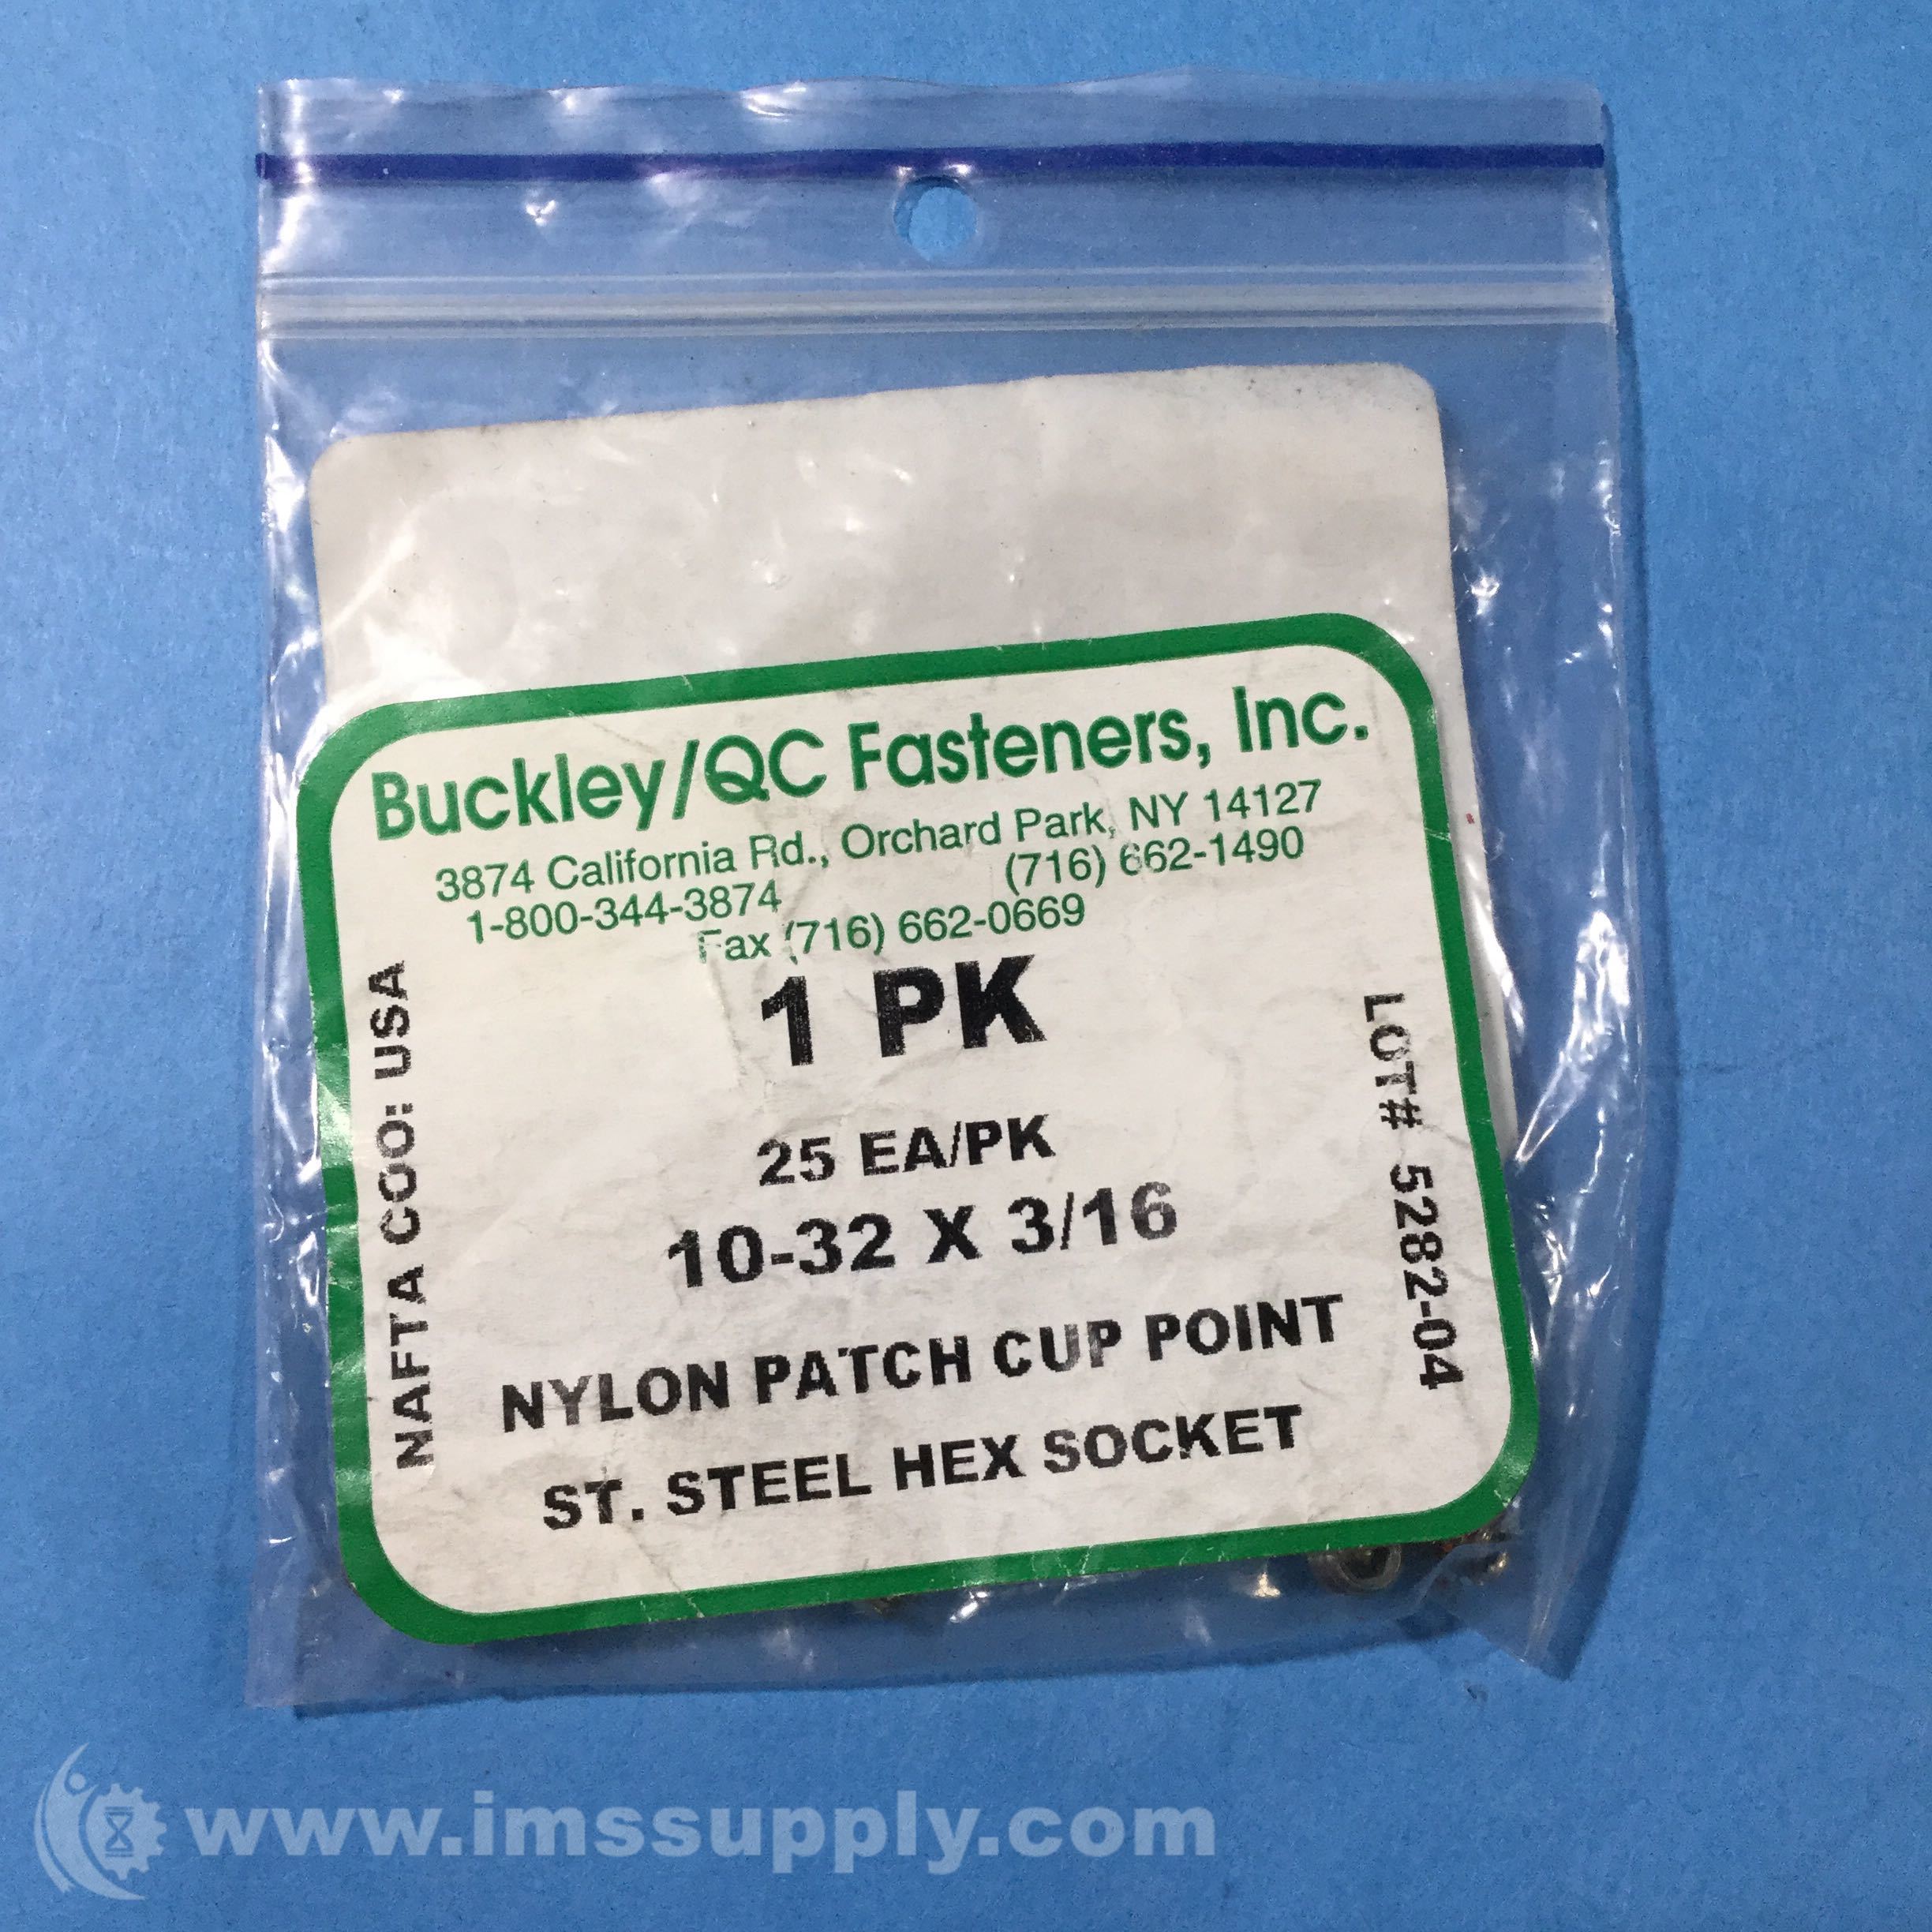 Buckley/QC Fasteners, Inc.
3874 California Rd., Orchard Park, NY 14127
1-800-344-3874 (716) 662-1490
Fax (716) 662-0669
1 PK
25 EA/PK
10-32 X 3/16
NYLON PATCH CUP POINT
ST. STEEL HEX SOCKET
NAFTA COO: USA
LOT# 5282-04
www.imssupply.com